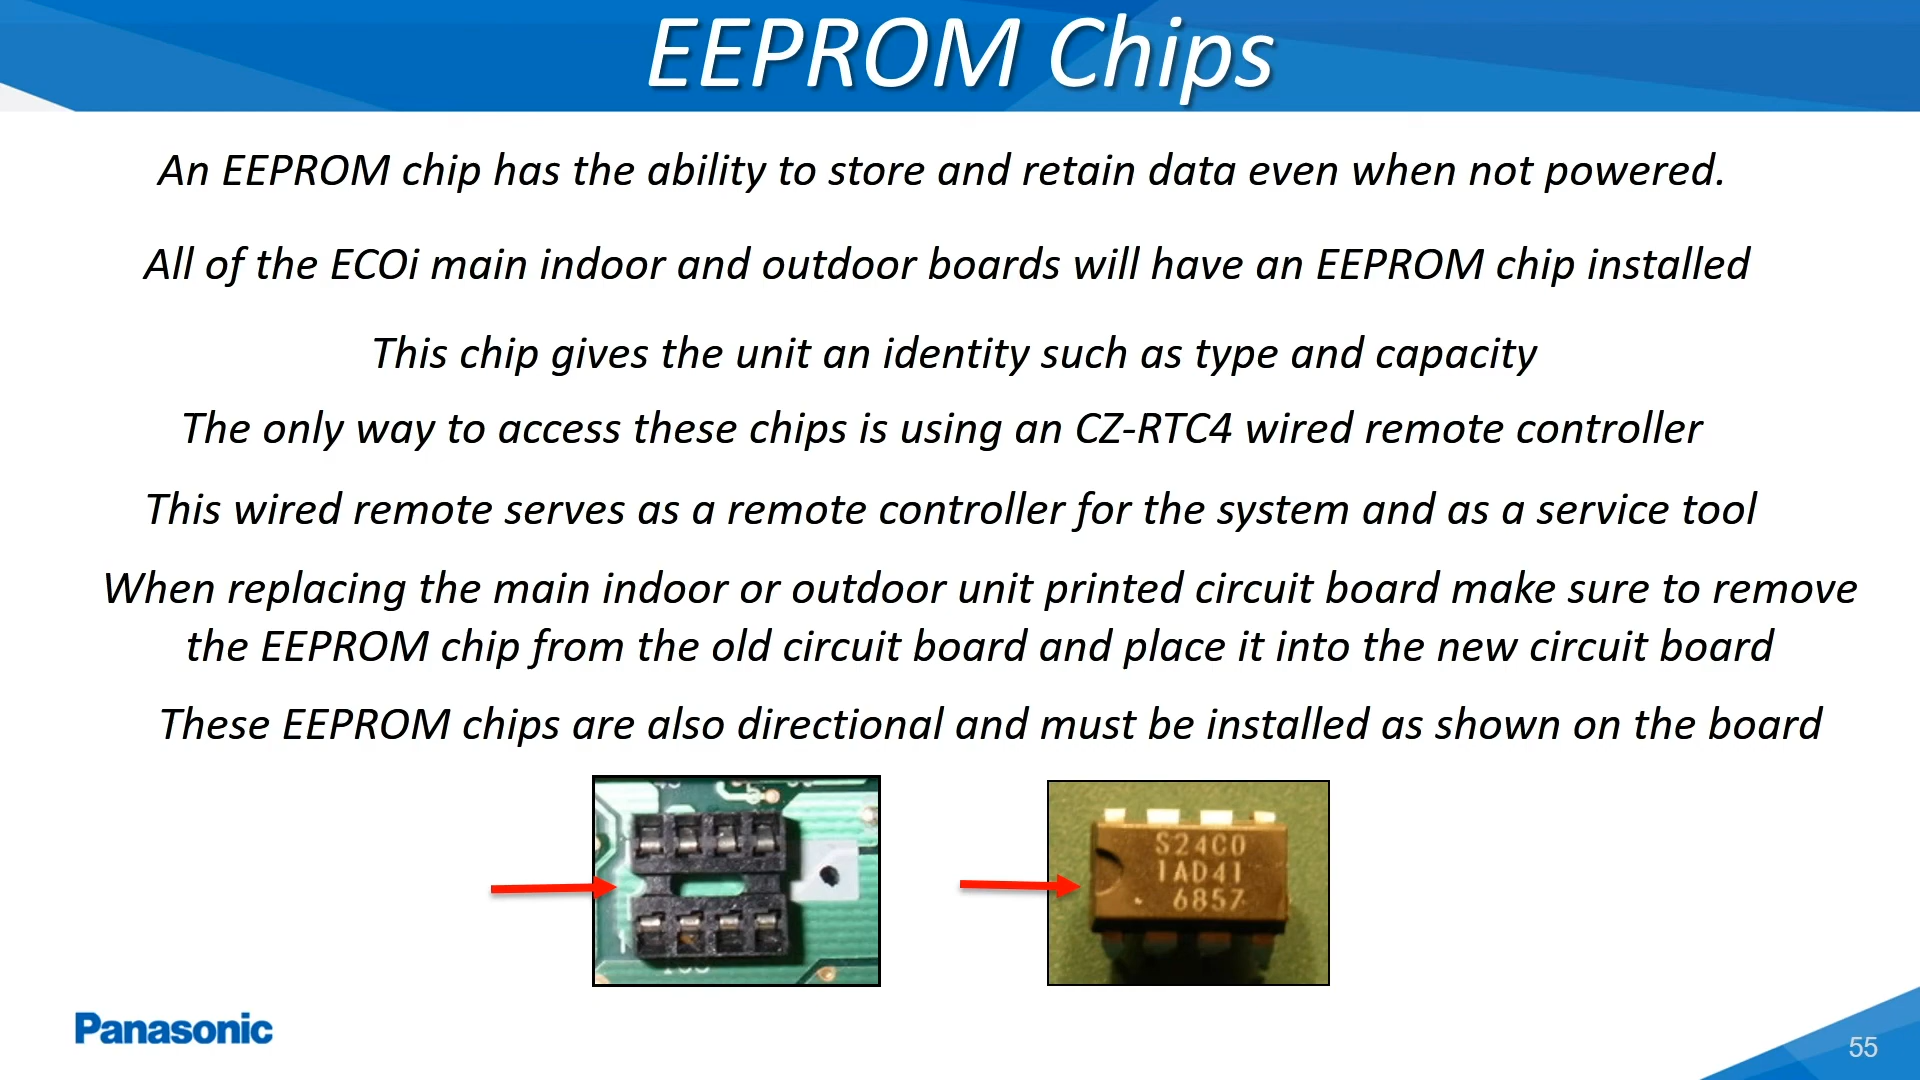 EEPROM Chips
An EEPROM chip has the ability to store and retain data even when not powered.
All of the ECOi main indoor and outdoor boards will have an EEPROM chip installed
This chip gives the unit an identity such as type and capacity
The only way to access these chips is using an CZ-RTC4 wired remote controller
This wired remote serves as a remote controller for the system and as a service tool
When replacing the main indoor or outdoor unit printed circuit board make sure to remove
the EEPROM chip from the old circuit board and place it into the new circuit board
These EEPROM chips are also directional and must be installed as shown on the board
S24C0
1AD41
6857
Panasonic
55